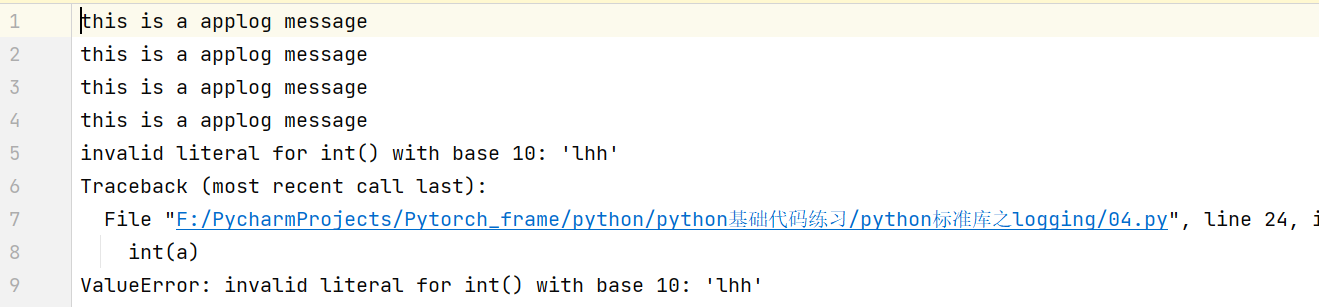 1 this is a applog message
2 this is a applog message
3 this is a applog message
4 this is a applog message
5 invalid literal for int() with base 10: 'lhh'
6 Traceback (most recent call last):
7 File "F:/PycharmProjects/Pytorch_frame/python/python基础代码练习/python标准库之logging/04.py", line 24, i
8 int(a)
9 ValueError: invalid literal for int() with base 10: 'lhh'